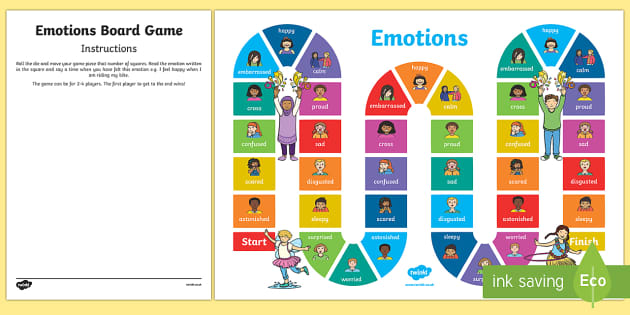 Emotions Board Game
Instructions
Roll the die and move your game piece that number of squares. Read the emotion written
in the square and say a time when you have felt this emotion e.g. I feel happy when I
am riding my bike.
The game can be for 2-4 players. The first player to get to the end wins!
Emotions
Start
astonished
scared
confused
cross
embarrassed
happy
calm
proud
sad
disgusted
sleepy
surprised
worried
astonished
scared
confused
cross
embarrassed
happy
calm
proud
sad
disgusted
sleepy
astonished
scared
confused
cross
embarrassed
happy
calm
proud
sad
disgusted
sleepy
Finish
twinkl
ink saving
Eco